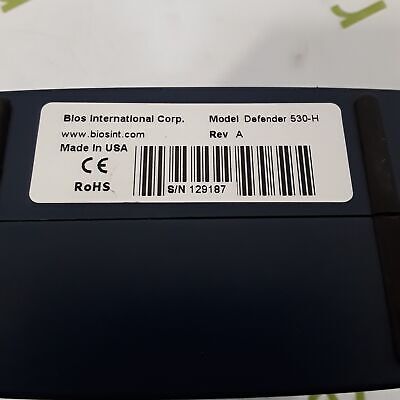 Bios International Corp. Model Defender 530-H
www.biosint.com Rev A
Made In USA
CE
RoHS S/N 129187